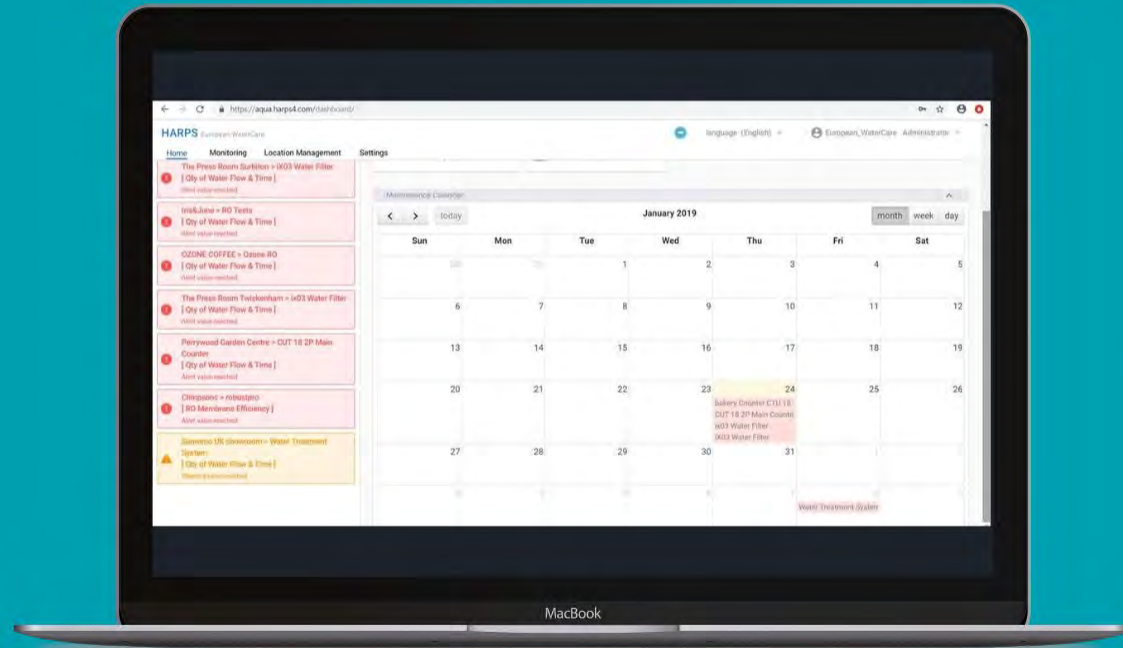 https://aqua.harps4.com/dashboard/
HARPS European WaterCare
language (English)
European_WaterCare Administrator
Home Monitoring Location Management Settings
The Press Room Surbiton > iX03 Water Filter
[ Qty of Water Flow & Time ]
Alert value reached
> RO Tests
[ Qty of Water Flow & Time ]
Alert value reached
OZONE COFFEE > Ozone RO
[ Qty of Water Flow & Time ]
Alert value reached
The Press Room Twickenham > ix03 Water Filter
[ Qty of Water Flow & Time ]
Alert value reached
Perrywood Garden Centre > CUT 18 2P Main
Counter
[ Qty of Water Flow & Time ]
Alert value reached
> robustpro
[ RO Membrane Efficiency ]
Alert value reached
UK showroom > Water Treatment
System
[ Qty of Water Flow & Time ]
Maintenance Calendar
today
January 2019
month week day
Sun Mon Tue Wed Thu Fri Sat
1 2 3 4 5
6 7 8 9 10 11 12
13 14 15 16 17 18 19
20 21 22 23 24 25 26
bakery Counter CTU 18
CUT 18 2P Main Counte
ix03 Water Filter
iX03 Water Filter
27 28 29 30 31
Water Treatment System
MacBook